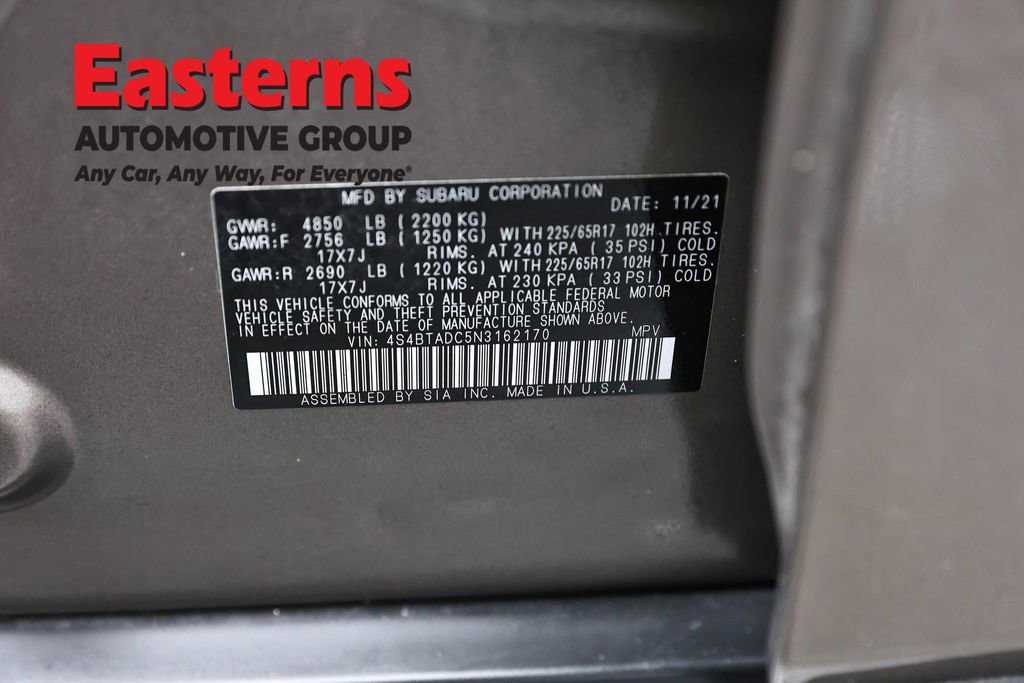 Easterns
AUTOMOTIVE GROUP
Any Car, Any Way, For Everyone®
MFD BY SUBARU CORPORATION DATE: 11/21
GVWR: 4850 LB (2200 KG)
GAWR:F 2756 LB (1250 KG) WITH 225/65R17 102H TIRES.
17X7J RIMS. AT 240 KPA (35 PSI) COLD
GAWR:R 2690 LB (1220 KG) WITH 225/65R17 102H TIRES.
17X7J RIMS. AT 230 KPA (33 PSI) COLD
THIS VEHICLE CONFORMS TO ALL APPLICABLE FEDERAL MOTOR
VEHICLE SAFETY AND THEFT PREVENTION STANDARDS
IN EFFECT ON THE DATE OF MANUFACTURE SHOWN ABOVE.
VIN: 4S4BTADC5N3162170 MPV
ASSEMBLED BY SIA INC. MADE IN U.S.A.